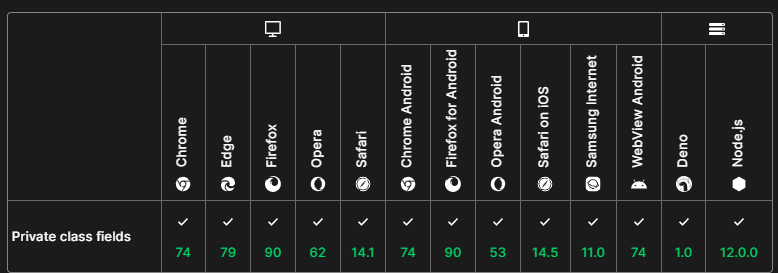 Chrome
Edge
Firefox
Opera
Safari
Chrome Android
Firefox for Android
Opera Android
Safari on iOS
Samsung Internet
WebView Android
Deno
Node.js
Private class fields
74 79 90 62 14.1 74 90 53 14.5 11.0 74 1.0 12.0.0